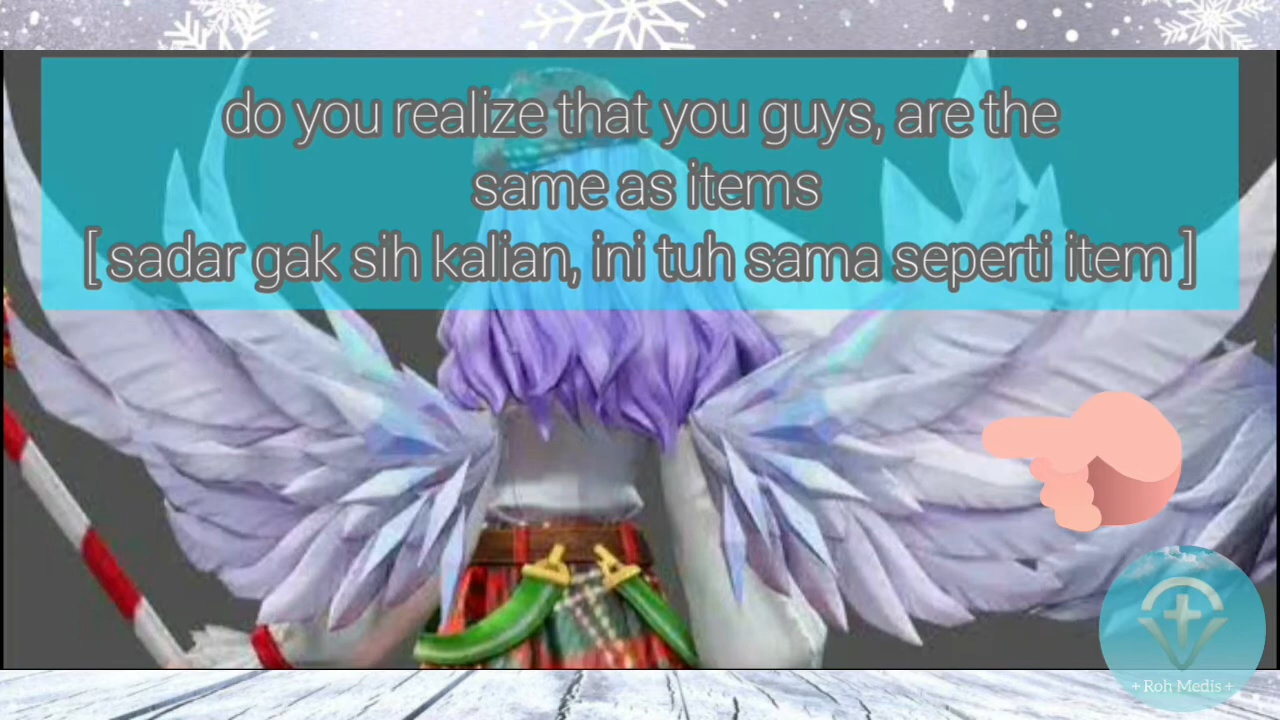 do you realize that you guys, are the
same as items
[ sadar gak sih kalian, ini tuh sama seperti item ]
+ Roh Medis +